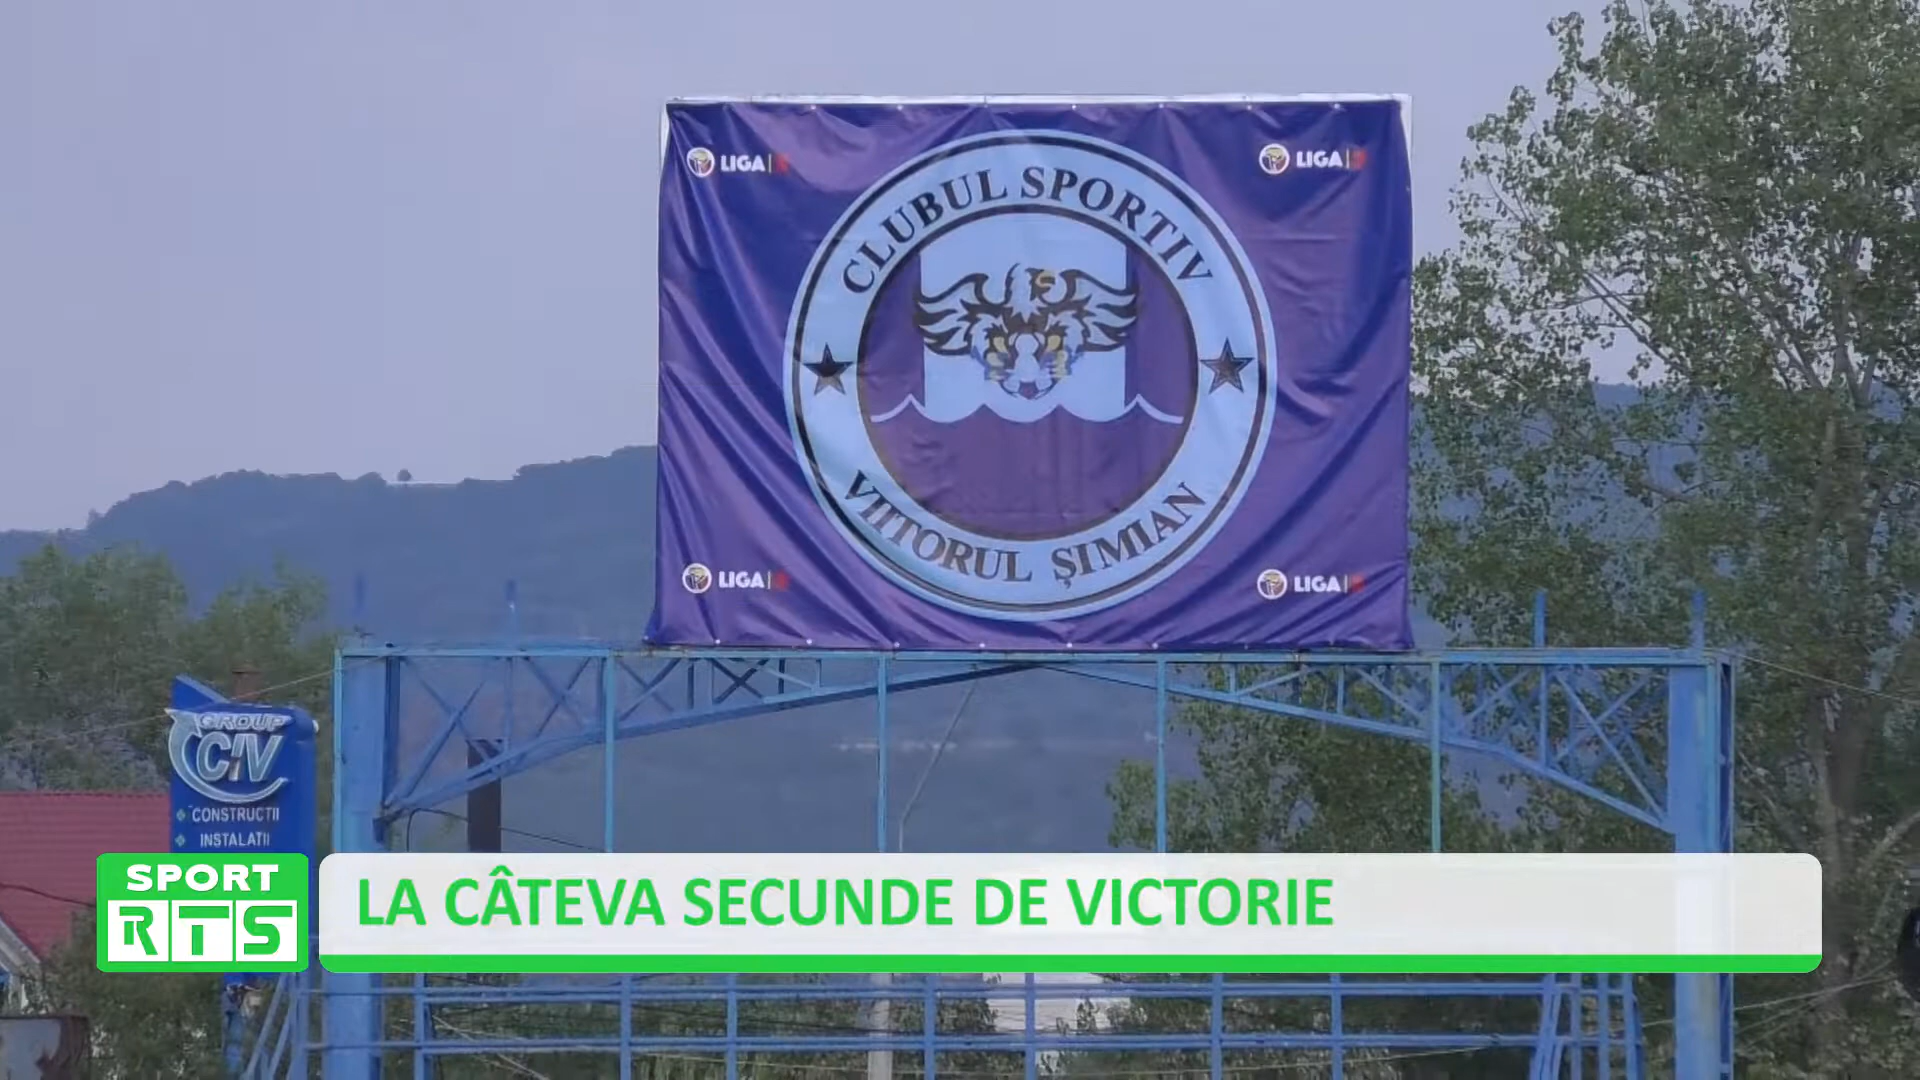 LIGA
LIGA
CLUBUL SPORTIV
VIITORUL ȘIMIAN
LIGA
LIGA
GROUP
CIV
CONSTRUCTII
INSTALATII
SPORT
RTS
LA CÂTEVA SECUNDE DE VICTORIE